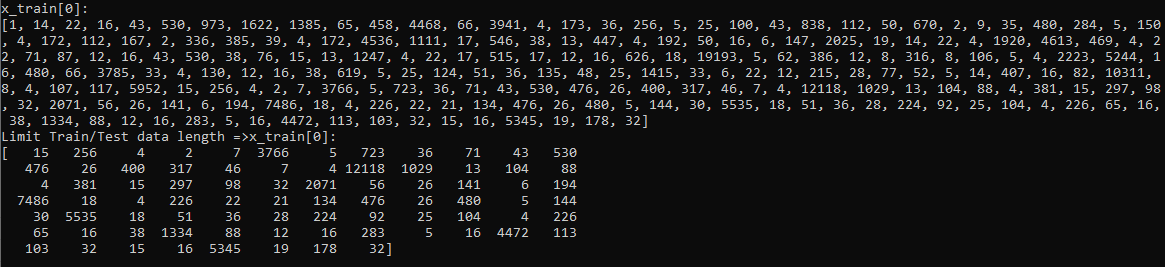 x_train[0]:
[1, 14, 22, 16, 43, 530, 973, 1622, 1385, 65, 458, 4468, 66, 3941, 4, 173, 36, 256, 5, 25, 100, 43, 838, 112, 50, 670, 2, 9, 35, 480, 284, 5, 150
, 4, 172, 112, 167, 2, 336, 385, 39, 4, 172, 4536, 1111, 17, 546, 38, 13, 447, 4, 192, 50, 16, 6, 147, 2025, 19, 14, 22, 4, 1920, 4613, 469, 4, 2
2, 71, 87, 12, 16, 43, 530, 38, 76, 15, 13, 1247, 4, 22, 17, 515, 17, 12, 16, 626, 18, 19193, 5, 62, 386, 12, 8, 316, 8, 106, 5, 4, 2223, 5244, 1
6, 480, 66, 3785, 33, 4, 130, 12, 16, 38, 619, 5, 25, 124, 51, 36, 135, 48, 25, 1415, 33, 6, 22, 12, 215, 28, 77, 52, 5, 14, 407, 16, 82, 10311,
8, 4, 107, 117, 5952, 15, 256, 4, 2, 7, 3766, 5, 723, 36, 71, 43, 530, 476, 26, 400, 317, 46, 7, 4, 12118, 1029, 13, 104, 88, 4, 381, 15, 297, 98
, 32, 2071, 56, 26, 141, 6, 194, 7486, 18, 4, 226, 22, 21, 134, 476, 26, 480, 5, 144, 30, 5535, 18, 51, 36, 28, 224, 92, 25, 104, 4, 226, 65, 16,
38, 1334, 88, 12, 16, 283, 5, 16, 4472, 113, 103, 32, 15, 16, 5345, 19, 178, 32]
Limit Train/Test data length =>x_train[0]:
[ 15 256 4 2 7 3766 5 723 36 71 43 530
476 26 400 317 46 7 4 12118 1029 13 104 88
4 381 15 297 98 32 2071 56 26 141 6 194
7486 18 4 226 22 21 134 476 26 480 5 144
30 5535 18 51 36 28 224 92 25 104 4 226
65 16 38 1334 88 12 16 283 5 16 4472 113
103 32 15 16 5345 19 178 32]